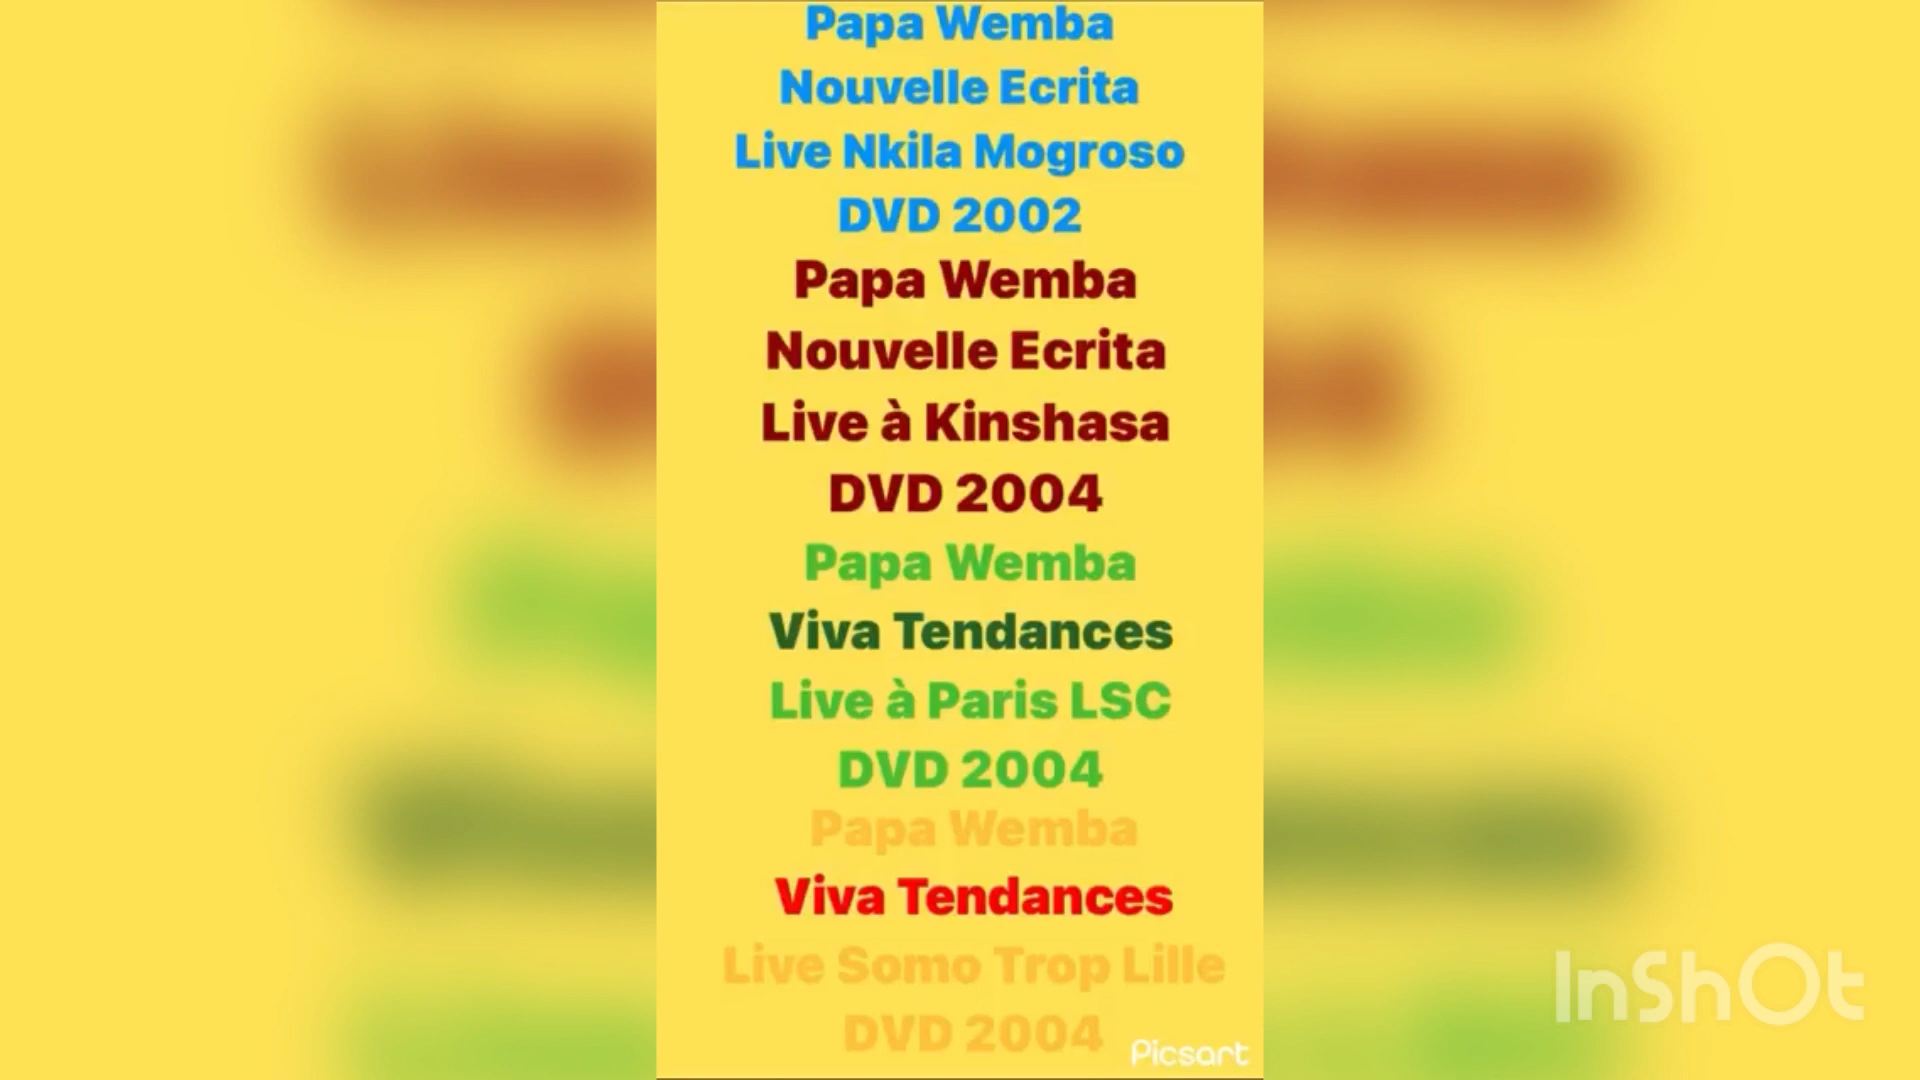 Papa Wemba
Nouvelle Ecrita
Live Nkila Mogroso
DVD 2002
Papa Wemba
Nouvelle Ecrita
Live à Kinshasa
DVD 2004
Papa Wemba
Viva Tendances
Live à Paris LSC
DVD 2004
Papa Wemba
Viva Tendances
Live Somo Trop Lille
DVD 2004
Picsart
InShOt